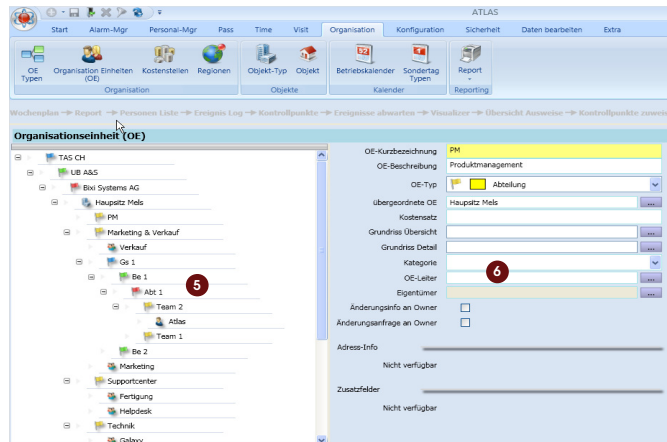 ATLAS
Start Alarm-Mgr Personal-Mgr Pass Time Visit Organisation Konfiguration Sicherheit Daten bearbeiten Extra
OE Typen
Organisation Einheiten (OE)
Kostenstellen
Regionen
Objekt-Typ
Objekt
Betriebskalender
Sondertag Typen
Report
Organisation
Objekte
Kalender
Reporting
Wochenplan Report Personen Liste Ereignis Log Kontrollpunkte Ereignisse abwarten Visualizer Übersicht Ausweise Kontrollpunkte zuwei
Organisationseinheit (OE)
TAS CH
UB A&S
Bixi Systems AG
Haupsitz Mels
PM
Marketing & Verkauf
Verkauf
Gs 1
Be 1
Abt 1
5
Team 2
Atlas
Team 1
Be 2
Marketing
Supportcenter
Fertigung
Helpdesk
Technik
Galaxy
OE-Kurzbezeichnung PM
OE-Beschreibung Produktmanagement
OE-Typ Abteilung
übergeordnete OE Haupsitz Mels ...
Kostensatz
Grundriss Übersicht ...
Grundriss Detail ...
Kategorie
6
OE-Leiter ...
Eigentümer ...
Änderungsinfo an Owner
Änderungsanfrage an Owner
Adress-Info
Nicht verfügbar
Zusatzfelder
Nicht verfügbar